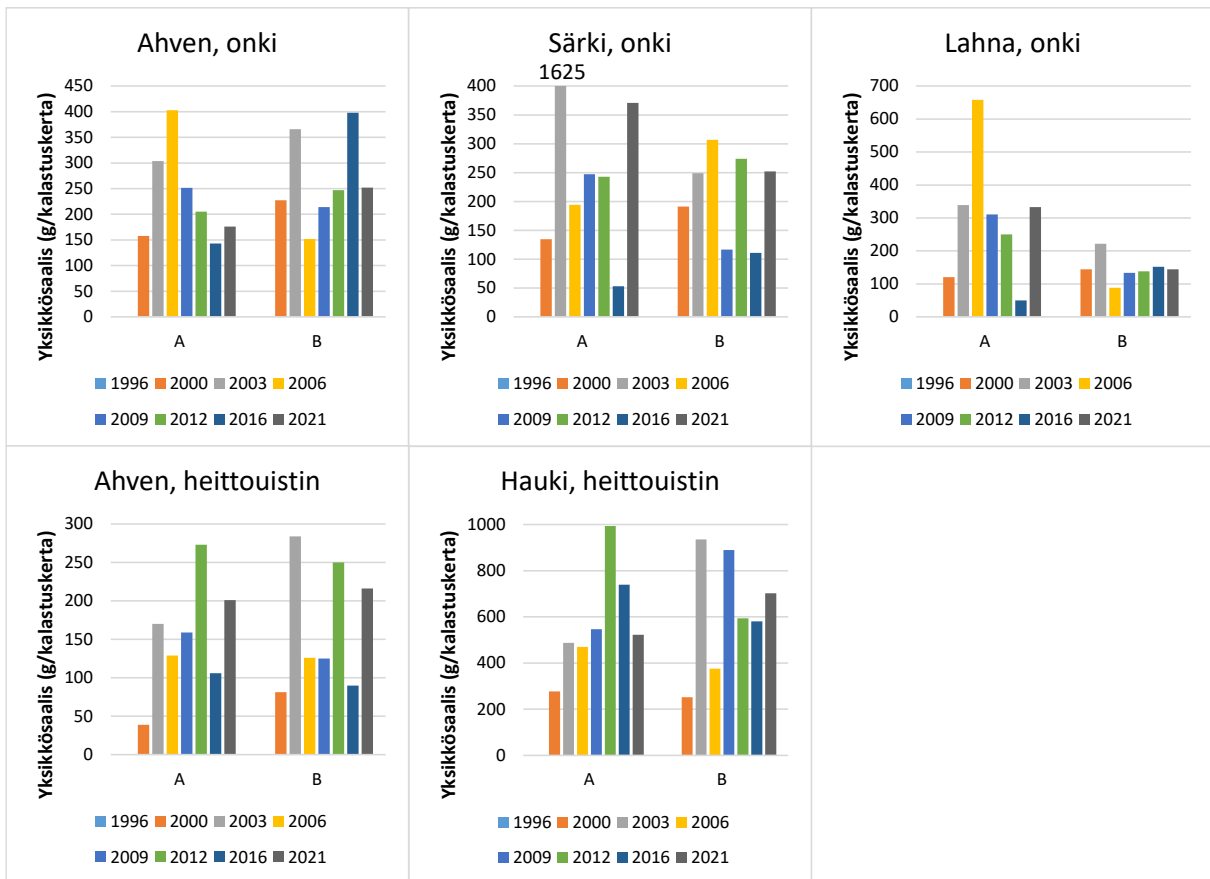 Ahven, onki
Yksikkösaalis (g/kalastuskerta)
450
400
350
300
250
200
150
100
50
0
A B
1996 2000 2003 2006
2009 2012 2016 2021
Särki, onki
1625
Yksikkösaalis (g/kalastuskerta)
400
350
300
250
200
150
100
50
0
A B
1996 2000 2003 2006
2009 2012 2016 2021
Lahna, onki
Yksikkösaalis (g/kalastuskerta)
700
600
500
400
300
200
100
0
A B
1996 2000 2003 2006
2009 2012 2016 2021
Ahven, heittouistin
Yksikkösaalis (g/kalastuskerta)
300
250
200
150
100
50
0
A B
1996 2000 2003 2006
2009 2012 2016 2021
Hauki, heittouistin
Yksikkösaalis (g/kalastuskerta)
1000
800
600
400
200
0
A B
1996 2000 2003 2006
2009 2012 2016 2021